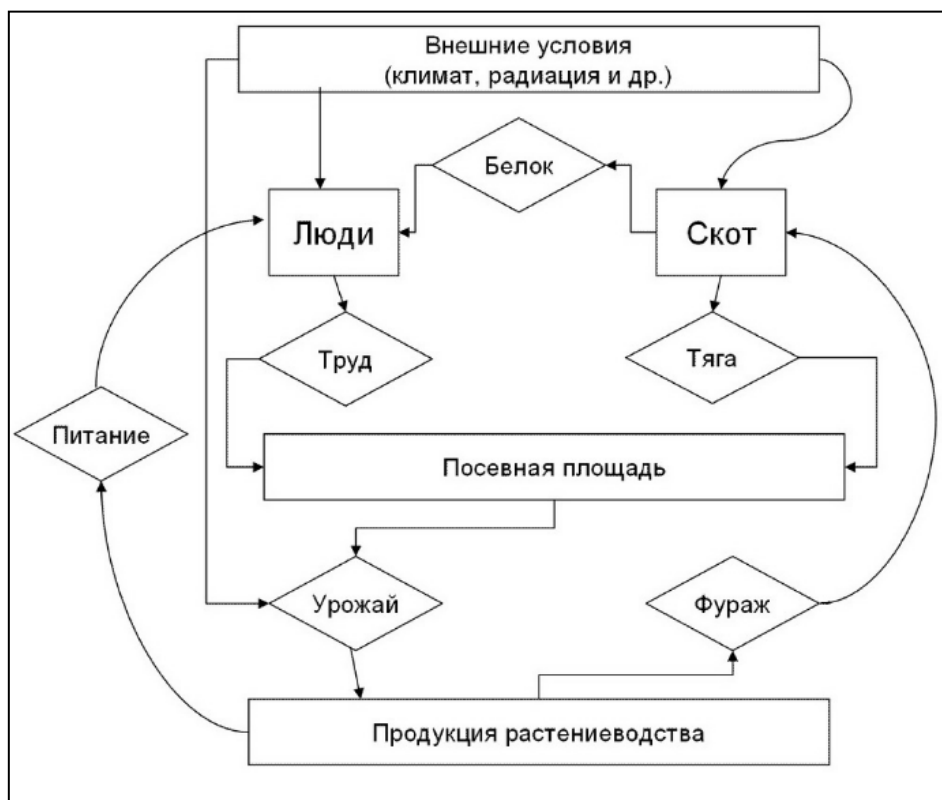 Внешние условия
(климат, радиация и др.)
Белок
Люди
Скот
Труд
Тяга
Питание
Посевная площадь
Урожай
Фураж
Продукция растениеводства